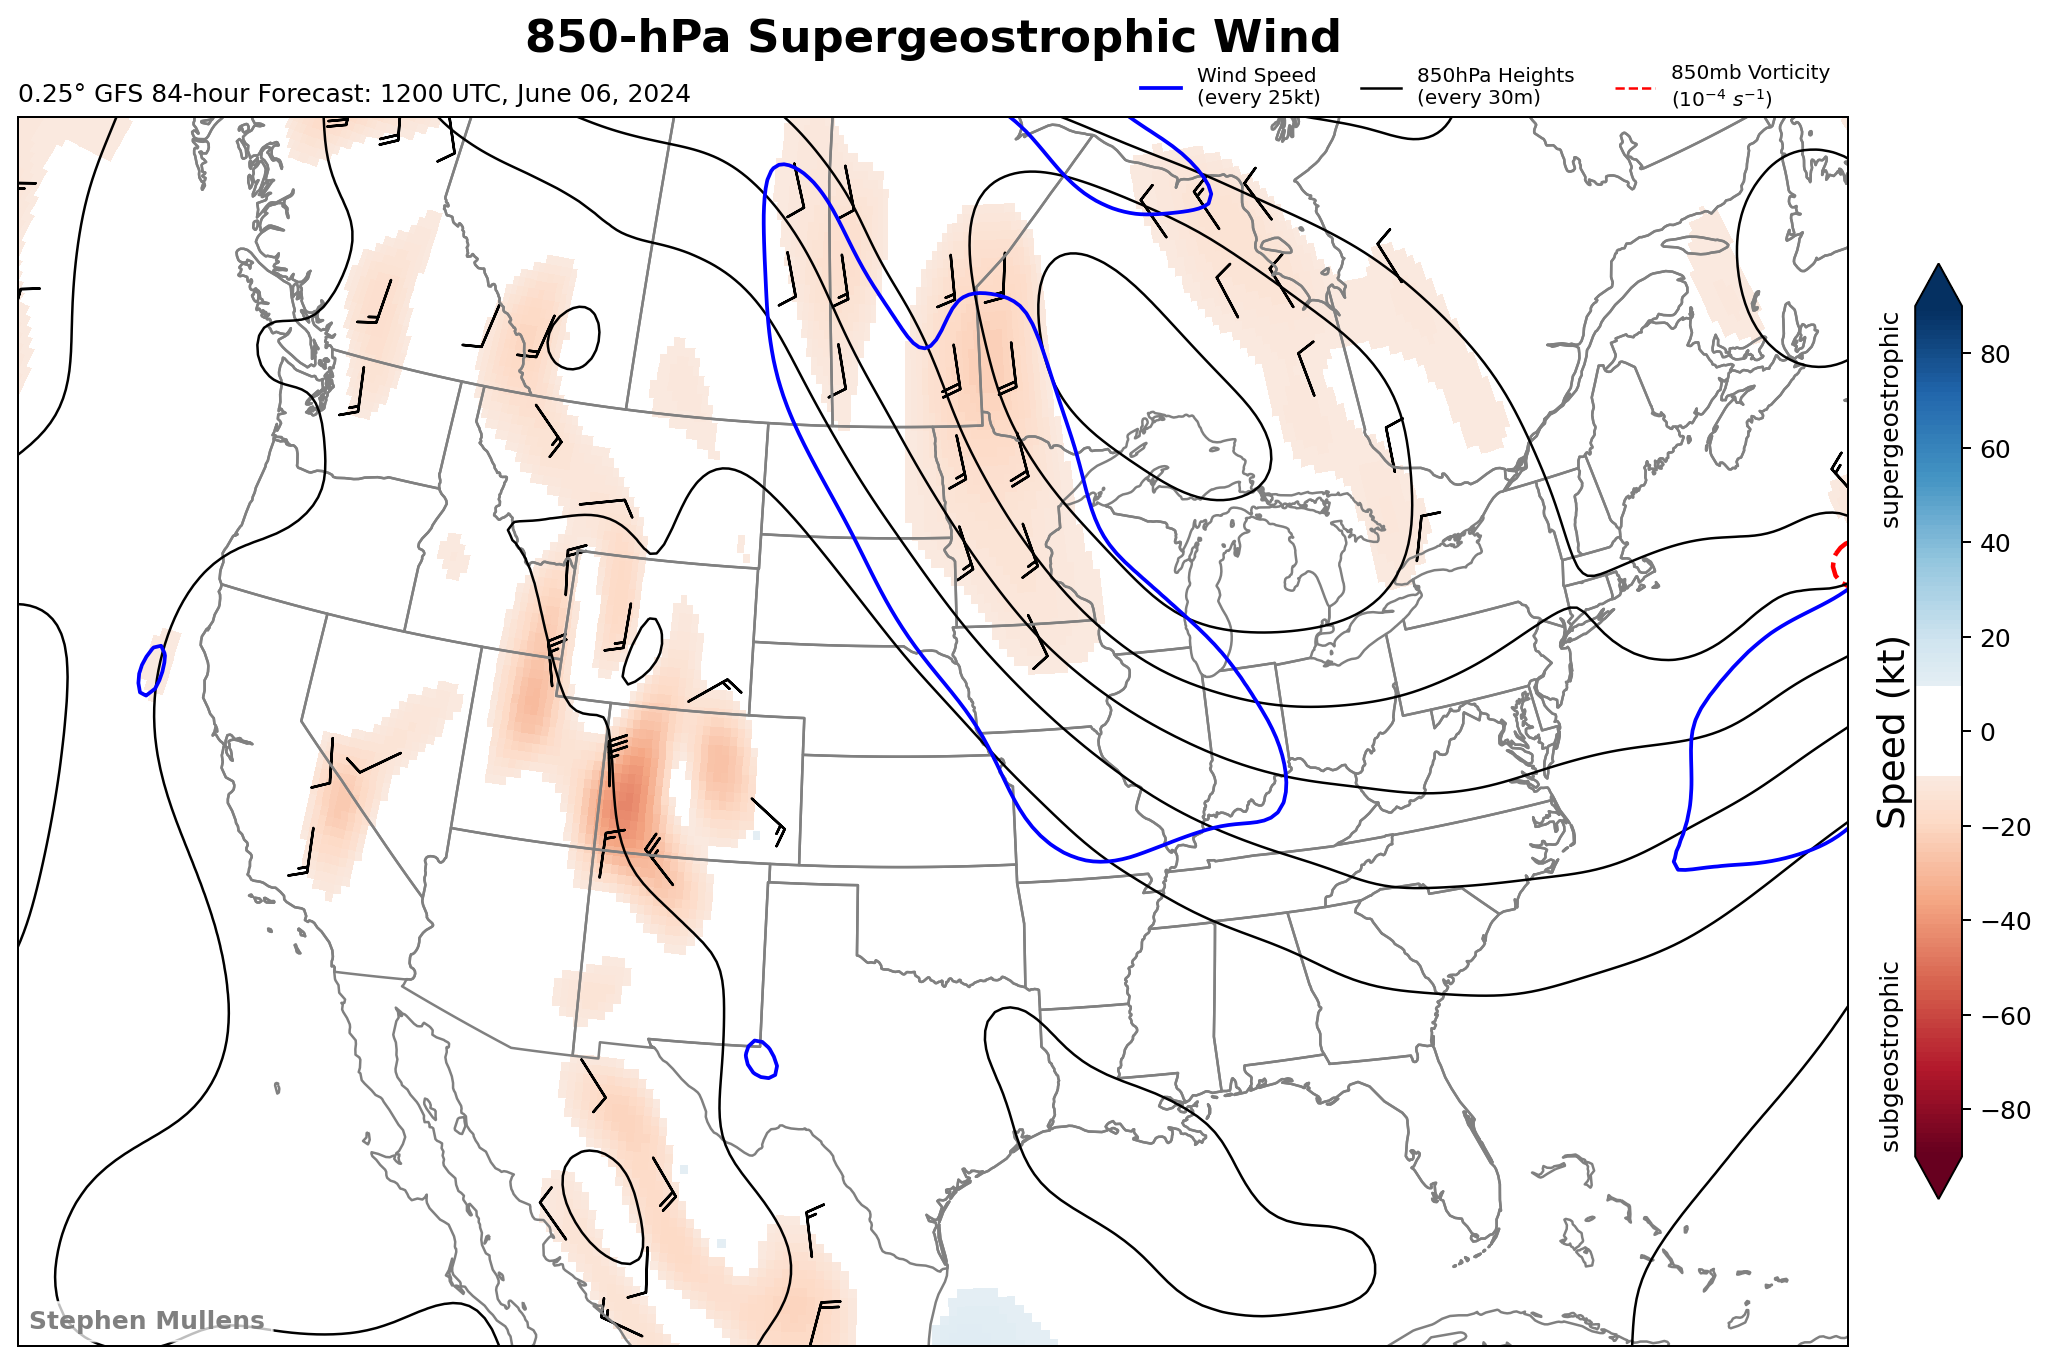 850-hPa Supergeostrophic Wind
0.25° GFS 84-hour Forecast: 1200 UTC, June 06, 2024
Wind Speed
(every 25kt)
850hPa Heights
(every 30m)
850mb Vorticity
(10⁻⁴ s⁻¹)
supergeostrophic
Speed (kt)
subgeostrophic
80
60
40
20
0
−20
−40
−60
−80
Stephen Mullens